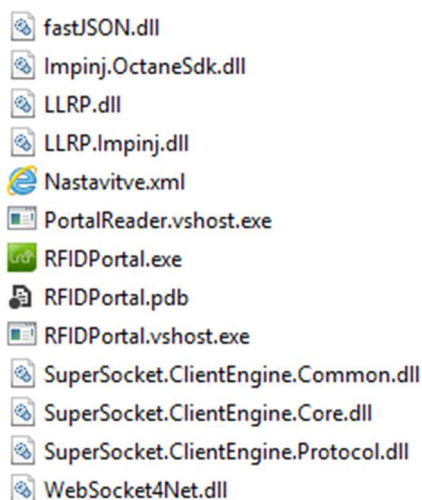 fastJSON.dll
Impinj.OctaneSdk.dll
LLRP.dll
LLRP.Impinj.dll
Nastavitve.xml
PortalReader.vshost.exe
RFIDPortal.exe
RFIDPortal.pdb
RFIDPortal.vshost.exe
SuperSocket.ClientEngine.Common.dll
SuperSocket.ClientEngine.Core.dll
SuperSocket.ClientEngine.Protocol.dll
WebSocket4Net.dll